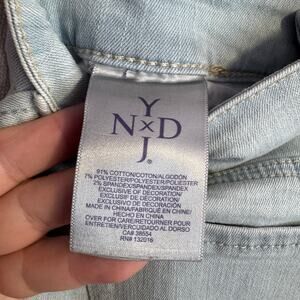 Y
N×D
J®
91% COTTON/COTON/ALGODÓN
7% POLYESTER/POLYESTER/POLIESTER
2% SPANDEX/SPANDEX/SPANDEX
EXCLUSIVE OF DECORATION/
EXCLUSIF DE DÉCORATION/
EXCLUSIVO DE DECORACIÓN
MADE IN CHINA/FABRIQUÉ EN CHINE/
HECHO EN CHINA
OVER FOR CARE/RETOURNER POUR
ENTRETIEN/VERCUIDADO AL DORSO
CA# 38554
RN# 132016